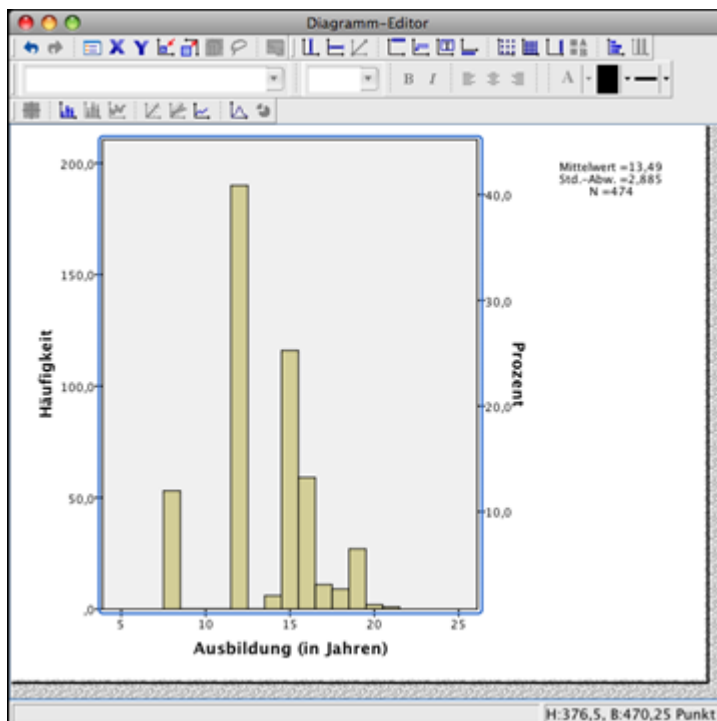 Diagramm-Editor
X Y
B I A
Mittelwert =13,49
Std.-Abw. =2,885
N =474
200,0
150,0
100,0
50,0
,0
Häufigkeit
40,0
30,0
20,0
10,0
Prozent
5 10 15 20 25
Ausbildung (in Jahren)
H:376,5, B:470,25 Punkt